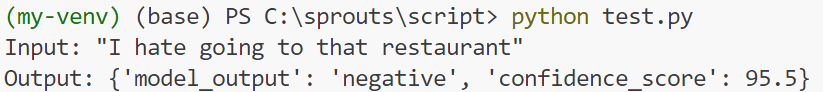 (my-venv) (base) PS C:\sprouts\script> python test.py
Input: "I hate going to that restaurant"
Output: {'model_output': 'negative', 'confidence_score': 95.5}